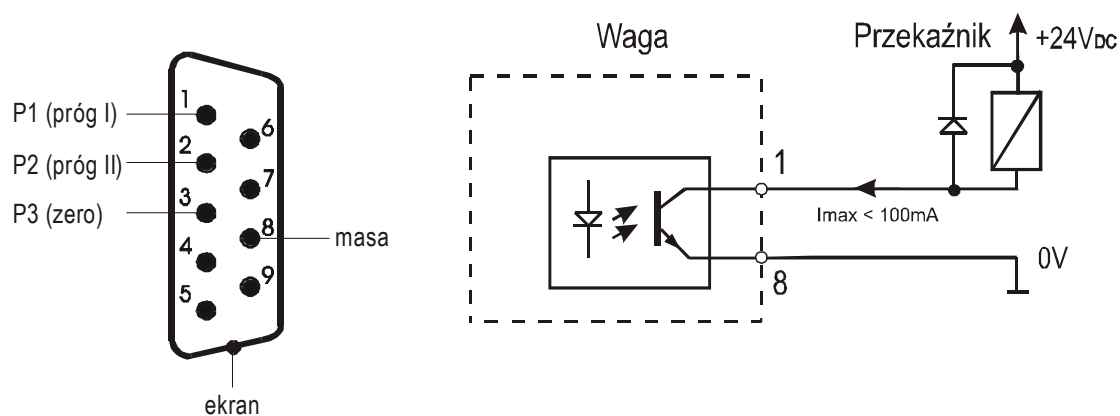 P1 (próg I)
P2 (próg II)
P3 (zero)
1
2
3
4
5
6
7
8
9
masa
ekran
Waga
Przekaźnik
+24VDC
1
Imax < 100mA
8
0V